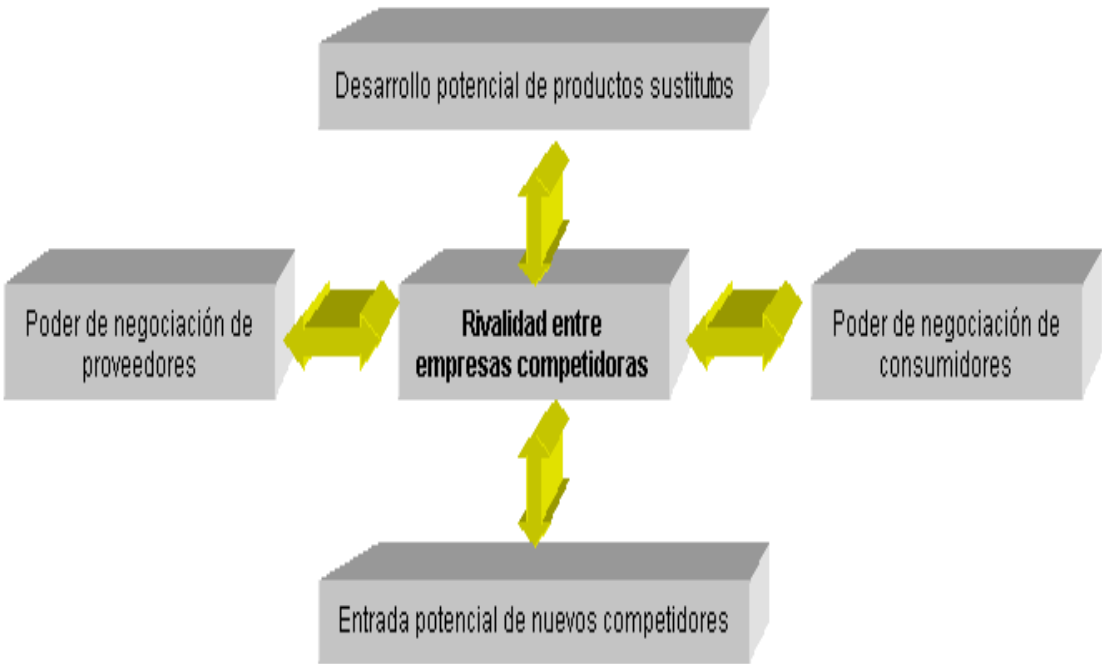 Desarrollo potencial de productos sustitutos
Poder de negociación de
proveedores
Rivalidad entre
empresas competidoras
Poder de negociación de
consumidores
Entrada potencial de nuevos competidores